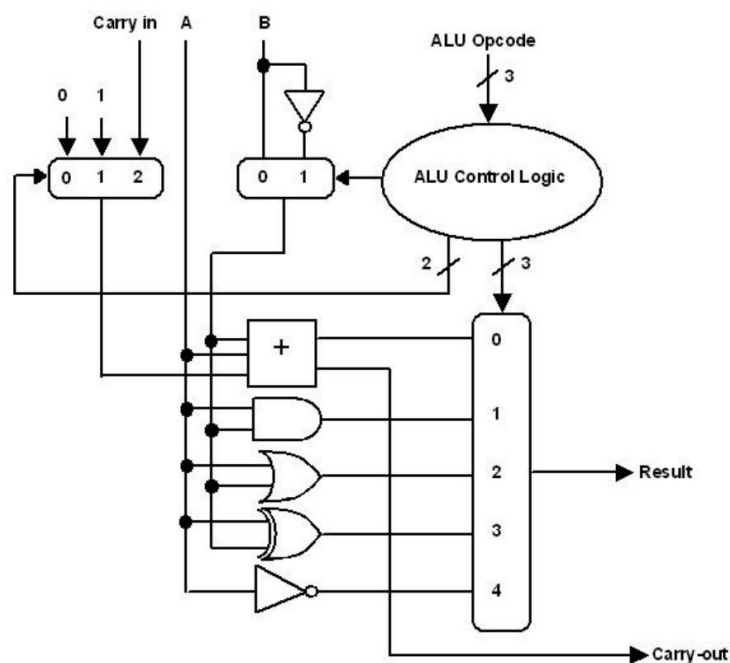 Carry in A B
ALU Opcode
3
0 1
0 1 2
0 1
ALU Control Logic
2 3
+
0
1
2
Result
3
4
Carry-out